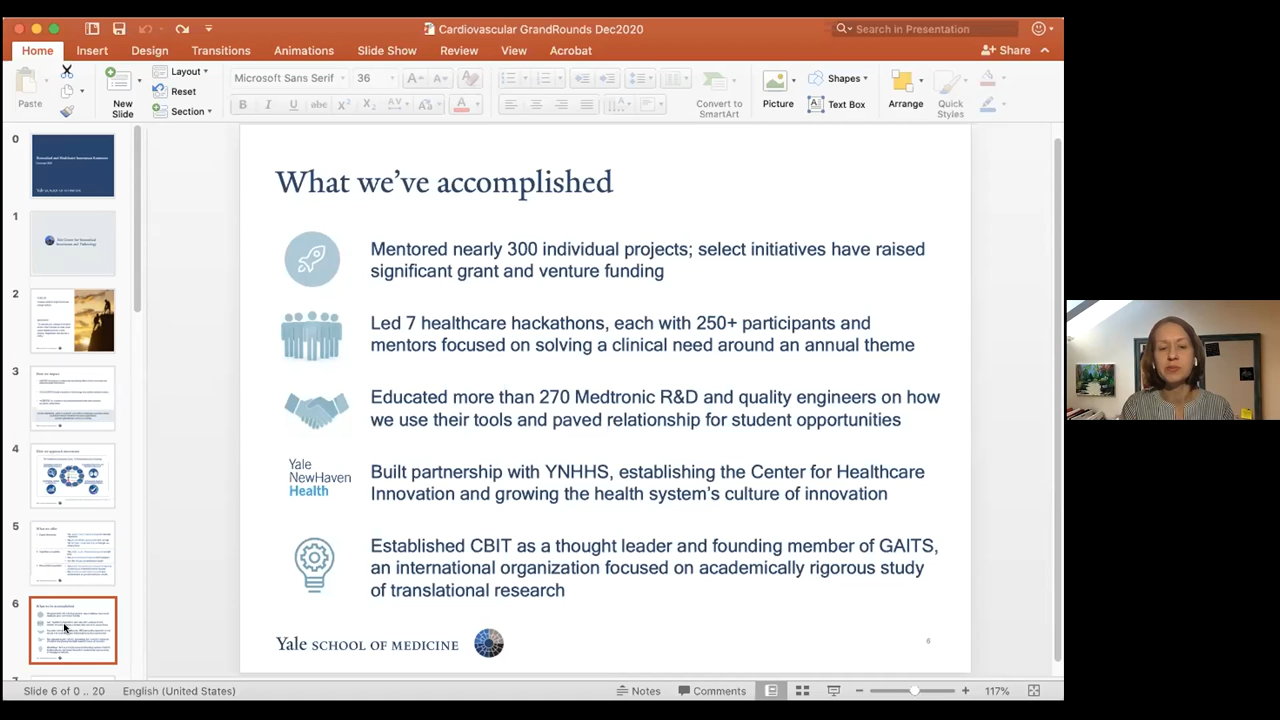 Cardiovascular GrandRounds Dec2020
Search in Presentation
Home Insert Design Transitions Animations Slide Show Review View Acrobat
Share
Paste
New Slide
Layout
Reset
Section
Microsoft Sans Serif 36
Convert to SmartArt
Picture
Shapes
Text Box
Arrange
Quick Styles
0
1
2
3
4
5
6
What we've accomplished
Mentored nearly 300 individual projects; select initiatives have raised
significant grant and venture funding
Led 7 healthcare hackathons, each with 250+ participants and
mentors focused on solving a clinical need around an annual theme
Educated more than 270 Medtronic R&D and quality engineers on how
we use their tools and paved relationship for student opportunities
Yale
NewHaven
Health
Built partnership with YNHHS, establishing the Center for Healthcare
Innovation and growing the health system's culture of innovation
Established CBIT as a thought leader and founding member of GAITS,
an international organization focused on academically rigorous study
of translational research
Yale SCHOOL OF MEDICINE
6
Slide 6 of 0 .. 20 English (United States)
Notes Comments 117%